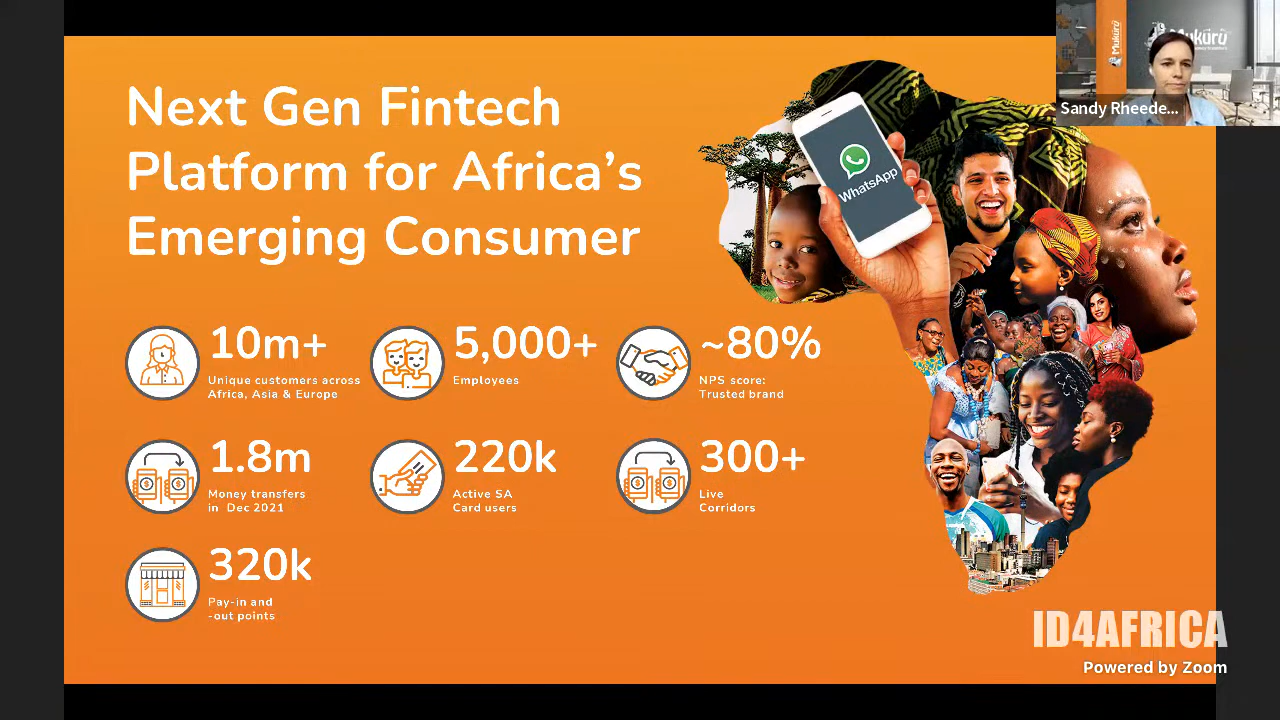 Next Gen Fintech
Platform for Africa's
Emerging Consumer
10m+
Unique customers across
Africa, Asia & Europe
5,000+
Employees
~80%
NPS score:
Trusted brand
1.8m
Money transfers
in Dec 2021
220k
Active SA
Card users
300+
Live
Corridors
320k
Pay-in and
-out points
WhatsApp
Mukuru
Mukuru
Sandy Rheede...
ID4AFRICA
Powered by Zoom